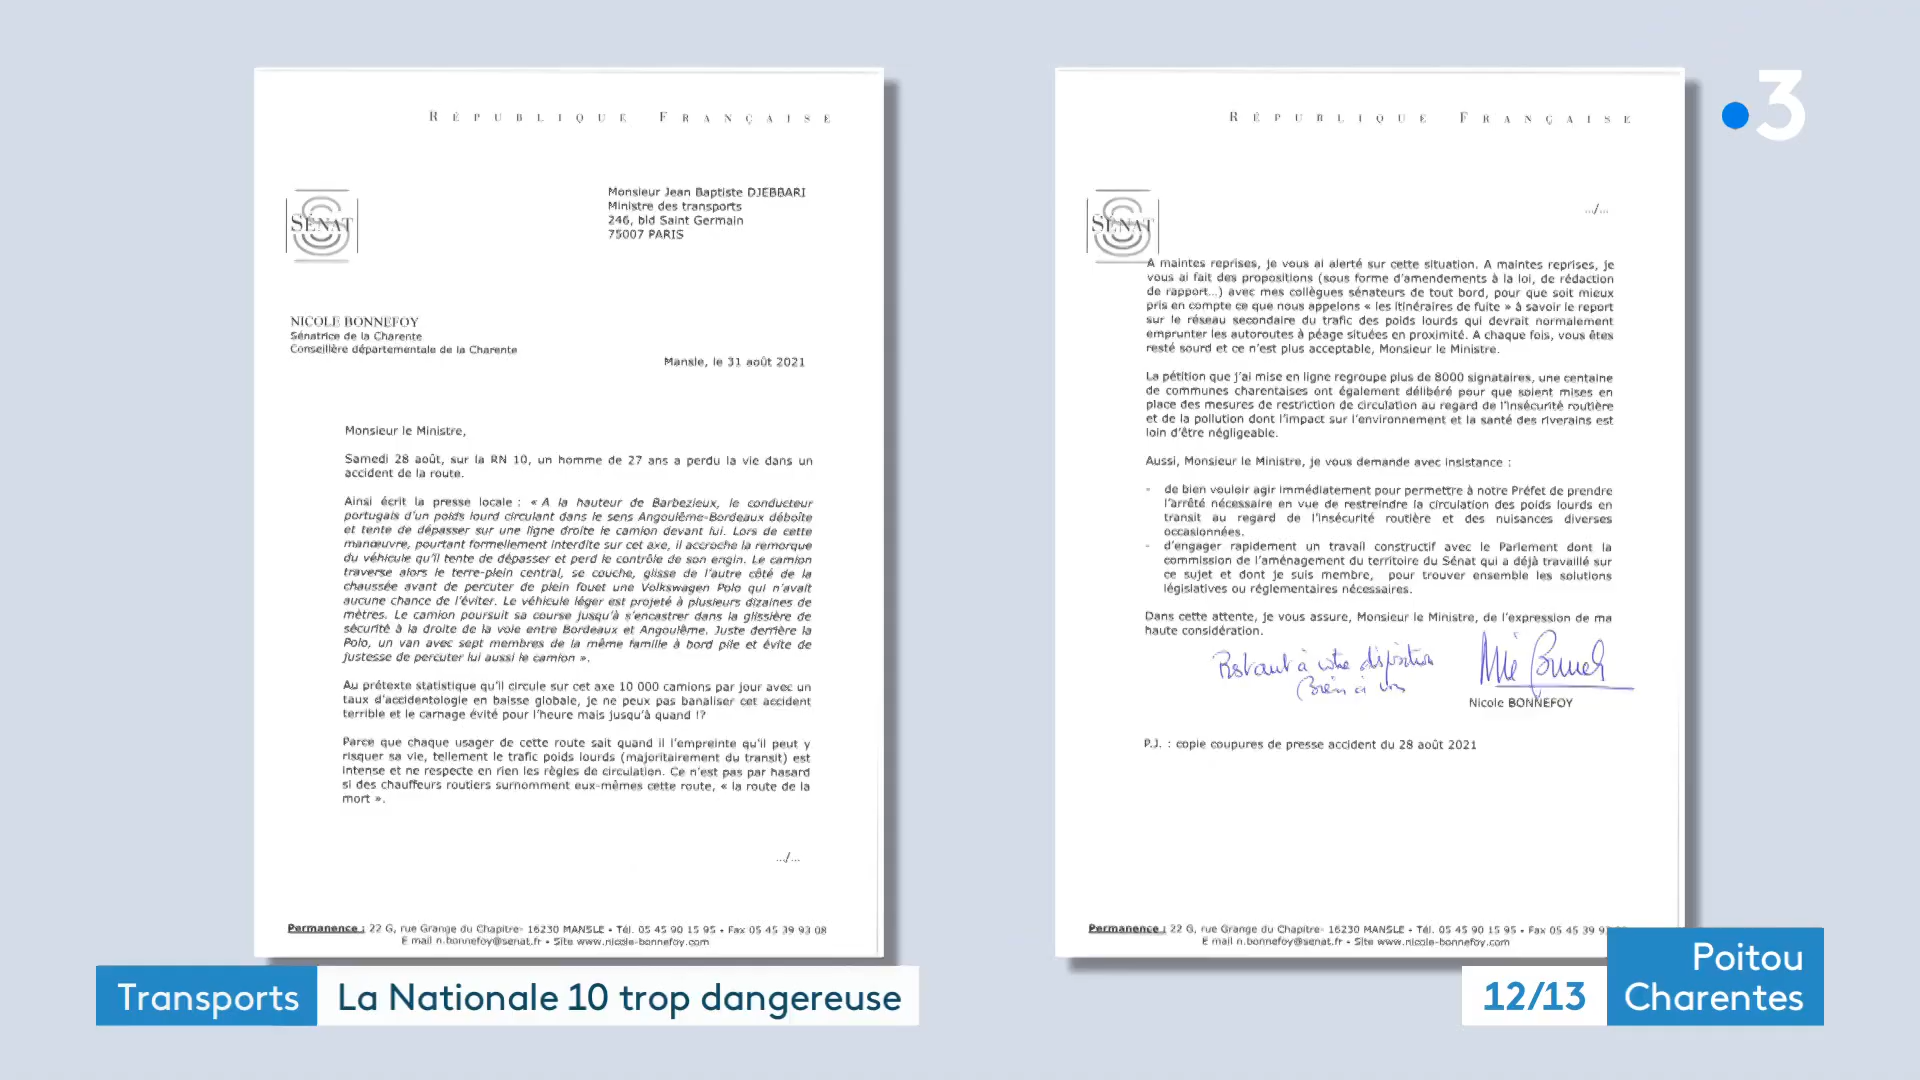 RÉPUBLIQUE FRANÇAISE
SÉNAT
Monsieur Jean Baptiste DJEBBARI
Ministre des transports
246, bld Saint Germain
75007 PARIS
NICOLE BONNEFOY
Sénatrice de la Charente
Conseillère départementale de la Charente
Mansle, le 31 août 2021
Monsieur le Ministre,
Samedi 28 août, sur la RN 10, un homme de 27 ans a perdu la vie dans un
accident de la route.
Ainsi écrit la presse locale : « A la hauteur de Barbezieux, le conducteur
portugais d'un poids lourd circulant dans le sens Angoulême-Bordeaux déboîte
et tente de dépasser sur une ligne droite le camion devant lui. Lors de cette
manœuvre, pourtant formellement interdite sur cet axe, il accroche la remorque
du véhicule qu'il tente de dépasser et perd le contrôle de son engin. Le camion
traverse alors le terre-plein central, se couche, glisse de l'autre côté de la
chaussée avant de percuter de plein fouet une Volkswagen Polo qui n'avait
aucune chance de l'éviter. Le véhicule léger est projeté à plusieurs dizaines de
mètres. Le camion poursuit sa course jusqu'à s'encastrer dans la glissière de
sécurité à la droite de la voie entre Bordeaux et Angoulême. Juste derrière la
Polo, un van avec sept membres de la même famille à bord pile et évite de
justesse de percuter lui aussi le camion ».
Au prétexte statistique qu'il circule sur cet axe 10 000 camions par jour avec un
taux d'accidentologie en baisse globale, je ne peux pas banaliser cet accident
terrible et le carnage évité pour l'heure mais jusqu'à quand !?
Parce que chaque usager de cette route sait quand il l'empreinte qu'il peut y
risquer sa vie, tellement le trafic poids lourds (majoritairement du transit) est
intense et ne respecte en rien les règles de circulation. Ce n'est pas par hasard
si des chauffeurs routiers surnomment eux-mêmes cette route, « la route de la
mort ».
.../...
Permanence : 22 G, rue Grange du Chapitre- 16230 MANSLE • Tél. 05 45 90 15 95 • Fax 05 45 39 93 08
E mail n.bonnefoy@senat.fr • Site www.nicole-bonnefoy.com
RÉPUBLIQUE FRANÇAISE
SÉNAT
.../...
A maintes reprises, je vous ai alerté sur cette situation. A maintes reprises, je
vous ai fait des propositions (sous forme d'amendements à la loi, de rédaction
de rapport...) avec mes collègues sénateurs de tout bord, pour que soit mieux
pris en compte ce que nous appelons « les itinéraires de fuite » à savoir le report
sur le réseau secondaire du trafic des poids lourds qui devrait normalement
emprunter les autoroutes à péage situées en proximité. A chaque fois, vous êtes
resté sourd et ce n'est plus acceptable, Monsieur le Ministre.
La pétition que j'ai mise en ligne regroupe plus de 8000 signataires, une centaine
de communes charentaises ont également délibéré pour que soient mises en
place des mesures de restriction de circulation au regard de l'insécurité routière
et de la pollution dont l'impact sur l'environnement et la santé des riverains est
loin d'être négligeable.
Aussi, Monsieur le Ministre, je vous demande avec insistance :
- de bien vouloir agir immédiatement pour permettre à notre Préfet de prendre
l'arrêté nécessaire en vue de restreindre la circulation des poids lourds en
transit au regard de l'insécurité routière et des nuisances diverses
occasionnées.
- d'engager rapidement un travail constructif avec le Parlement dont la
commission de l'aménagement du territoire du Sénat qui a déjà travaillé sur
ce sujet et dont je suis membre, pour trouver ensemble les solutions
législatives ou réglementaires nécessaires.
Dans cette attente, je vous assure, Monsieur le Ministre, de l'expression de ma
haute considération.
Restant à votre disposition
Bien à vous
Nicole BONNEFOY
P.J. : copie coupures de presse accident du 28 août 2021
Permanence : 22 G, rue Grange du Chapitre- 16230 MANSLE • Tél. 05 45 90 15 95 • Fax 05 45 39
E mail n.bonnefoy@senat.fr • Site www.nicole-bonnefoy.com
3
Transports La Nationale 10 trop dangereuse
12/13
Poitou
Charentes